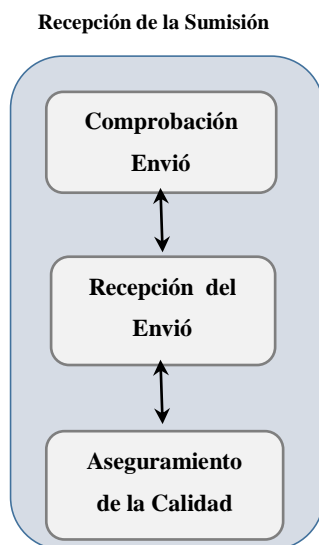 Recepción de la Sumisión
Comprobación
Envió
Recepción del
Envió
Aseguramiento
de la Calidad